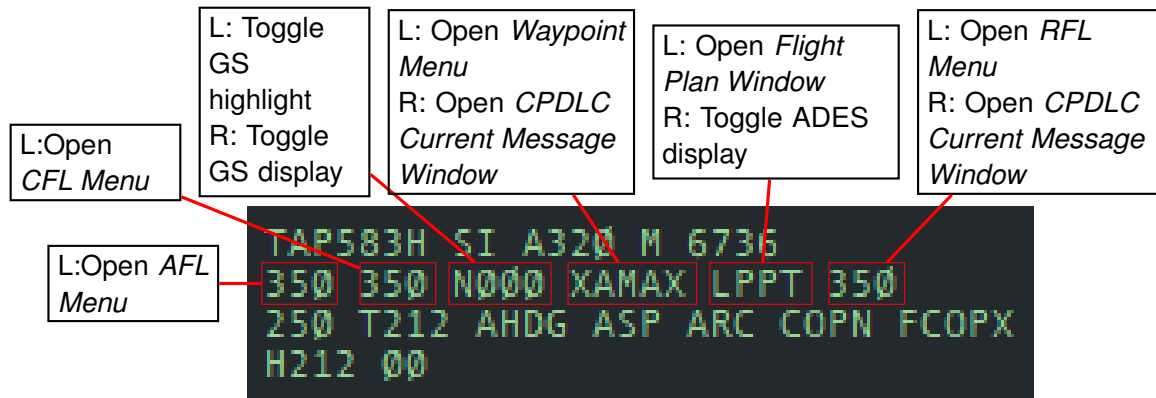 L: Toggle
GS
highlight
R: Toggle
GS display
L: Open Waypoint
Menu
R: Open CPDLC
Current Message
Window
L: Open Flight
Plan Window
R: Toggle ADES
display
L: Open RFL
Menu
R: Open CPDLC
Current Message
Window
L:Open
CFL Menu
L:Open AFL
Menu
TAP583H SI A320 M 6736
350 350 N000 XAMAX LPPT 350
250 T212 AHDG ASP ARC COPN FCOPX
H212 00